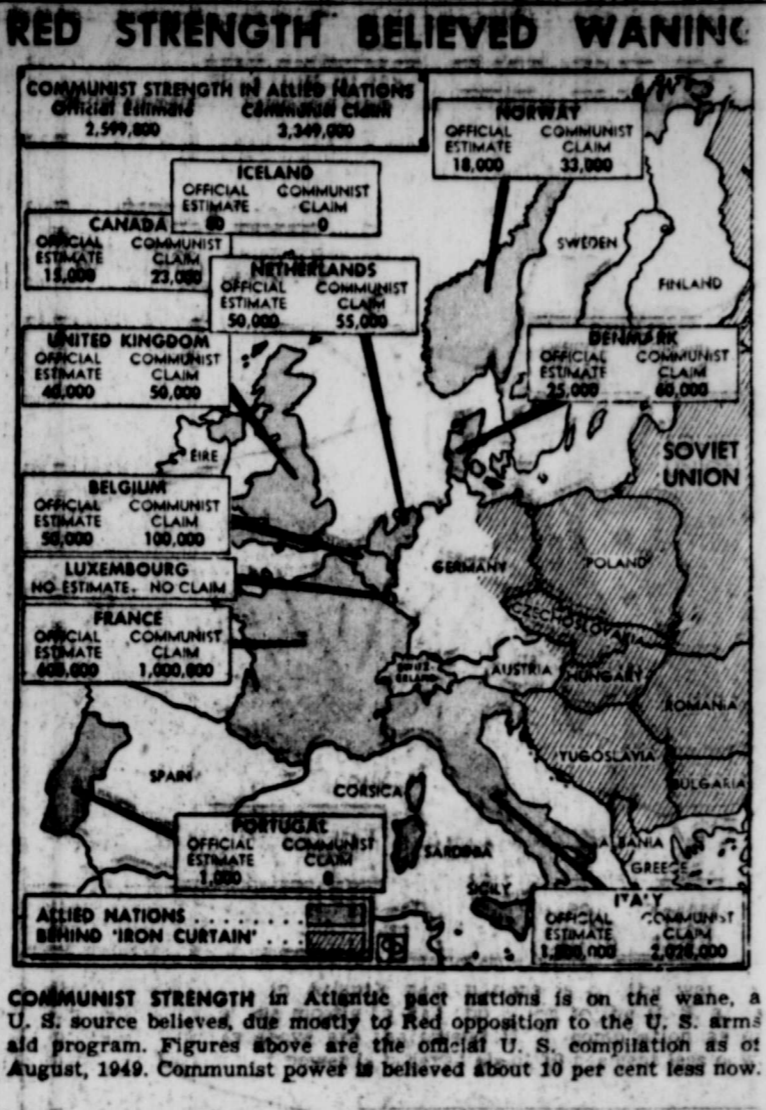 RED STRENGTH BELIEVED WANING
COMMUNIST STRENGTH IN ALLIED NATIONS
Official Estimate Communist Claim
2,599,800 3,349,000
NORWAY
OFFICIAL ESTIMATE COMMUNIST CLAIM
18,000 33,000
ICELAND
OFFICIAL ESTIMATE COMMUNIST CLAIM
0
CANADA
OFFICIAL ESTIMATE COMMUNIST CLAIM
23,000
NETHERLANDS
OFFICIAL ESTIMATE COMMUNIST CLAIM
50,000 55,000
UNITED KINGDOM
OFFICIAL ESTIMATE COMMUNIST CLAIM
40,000 50,000
DENMARK
OFFICIAL ESTIMATE COMMUNIST CLAIM
25,000 60,000
SWEDEN
FINLAND
EIRE
SOVIET
UNION
BELGIUM
OFFICIAL ESTIMATE COMMUNIST CLAIM
50,000 100,000
LUXEMBOURG
NO ESTIMATE. NO CLAIM
FRANCE
OFFICIAL ESTIMATE COMMUNIST CLAIM
1,000,000
GERMANY
POLAND
CZECHOSLOVAKIA
SWITZ-
ERLAND
AUSTRIA
HUNGARY
ROMANIA
YUGOSLAVIA
BULGARIA
SPAIN
CORSICA
SARDINIA
SICILY
ALBANIA
GREECE
PORTUGAL
OFFICIAL ESTIMATE COMMUNIST CLAIM
1,000
ITALY
OFFICIAL ESTIMATE COMMUNIST CLAIM
ALLIED NATIONS . . . . . . . .
BEHIND 'IRON CURTAIN' . . .
COMMUNIST STRENGTH in Atlantic pact nations is on the wane, a
U. S. source believes, due mostly to Red opposition to the U. S. arms
aid program. Figures above are the official U. S. compilation as of
August, 1949. Communist power is believed about 10 per cent less now.